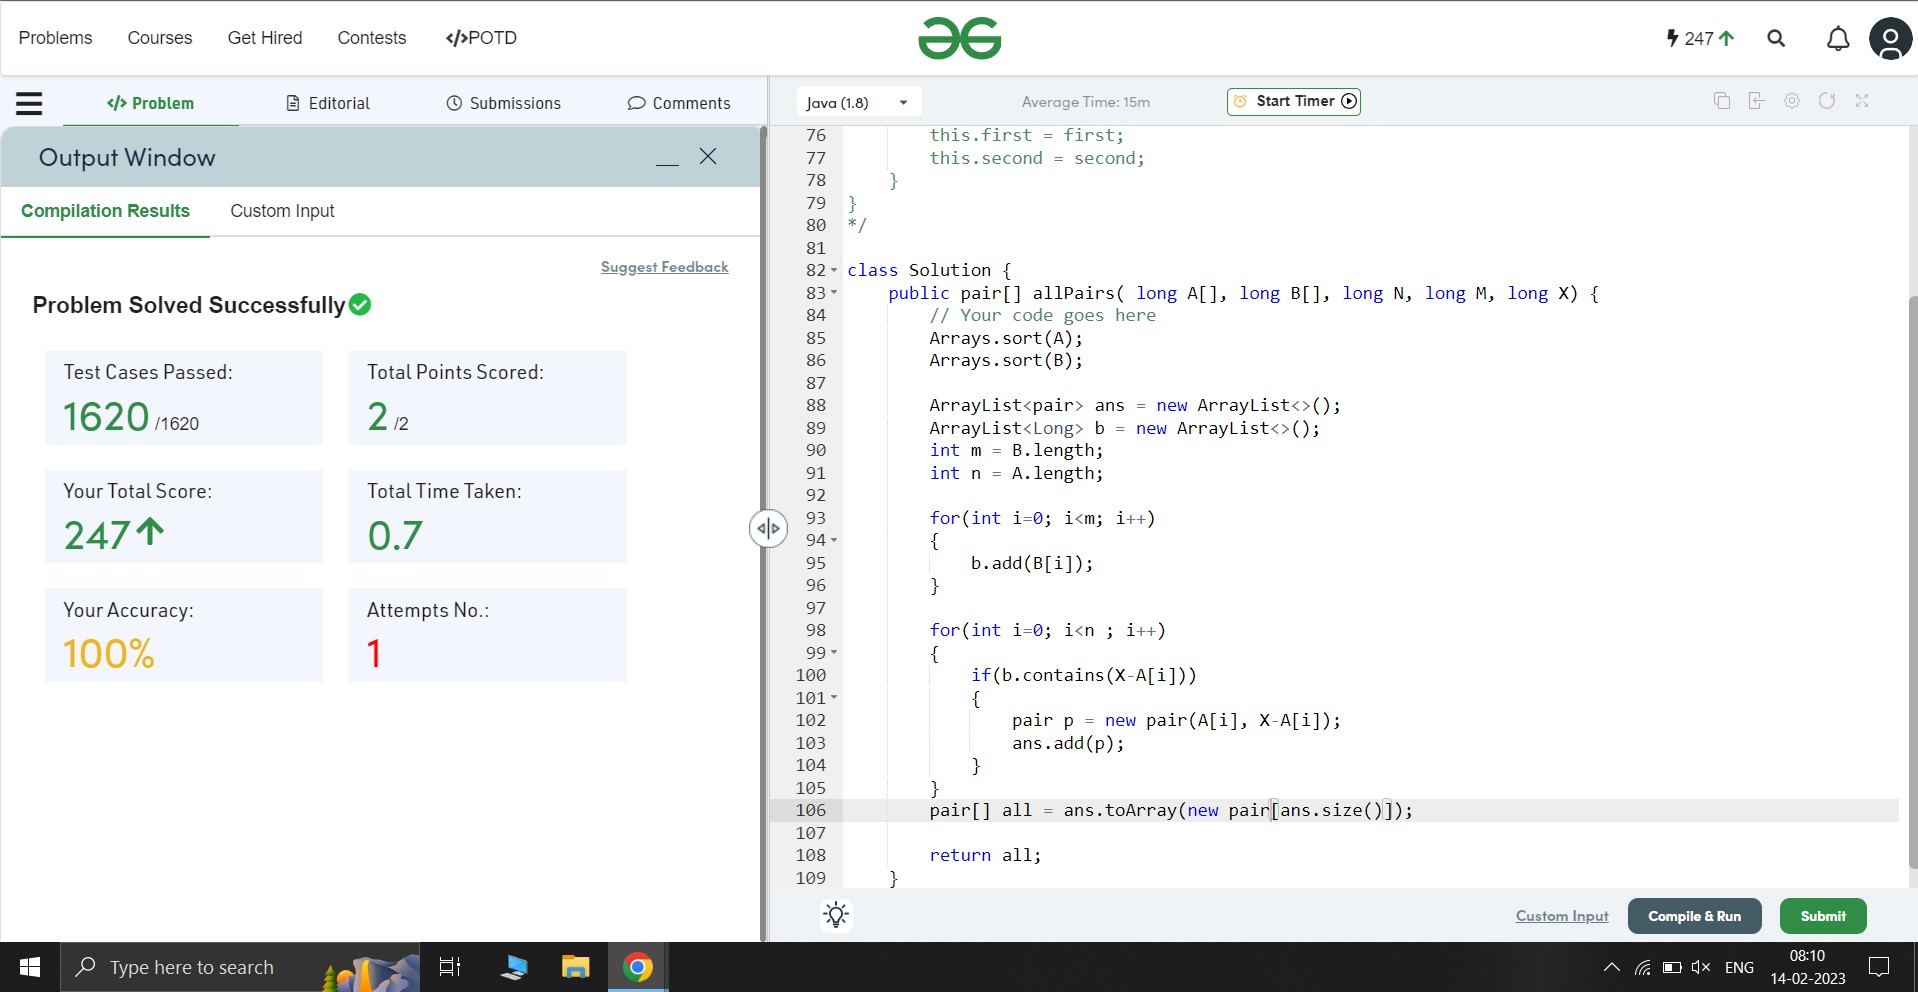 Problems Courses Get Hired Contests </>POTD 247
Problem Editorial Submissions Comments
Java (1.8) Average Time: 15m Start Timer
Output Window
Compilation Results Custom Input
Suggest Feedback
Problem Solved Successfully
Test Cases Passed:
1620 /1620
Total Points Scored:
2 /2
Your Total Score:
247
Total Time Taken:
0.7
Your Accuracy:
100%
Attempts No.:
1
76 this.first = first;
77 this.second = second;
78 }
79 }
80 */
81
82 class Solution {
83 public pair[] allPairs( long A[], long B[], long N, long M, long X) {
84 // Your code goes here
85 Arrays.sort(A);
86 Arrays.sort(B);
87
88 ArrayList<pair> ans = new ArrayList<>();
89 ArrayList<Long> b = new ArrayList<>();
90 int m = B.length;
91 int n = A.length;
92
93 for(int i=0; i<m; i++)
94 {
95 b.add(B[i]);
96 }
97
98 for(int i=0; i<n ; i++)
99 {
100 if(b.contains(X-A[i]))
101 {
102 pair p = new pair(A[i], X-A[i]);
103 ans.add(p);
104 }
105 }
106 pair[] all = ans.toArray(new pair[ans.size()]);
107
108 return all;
109 }
Custom Input Compile & Run Submit
Type here to search
ENG
08:10
14-02-2023